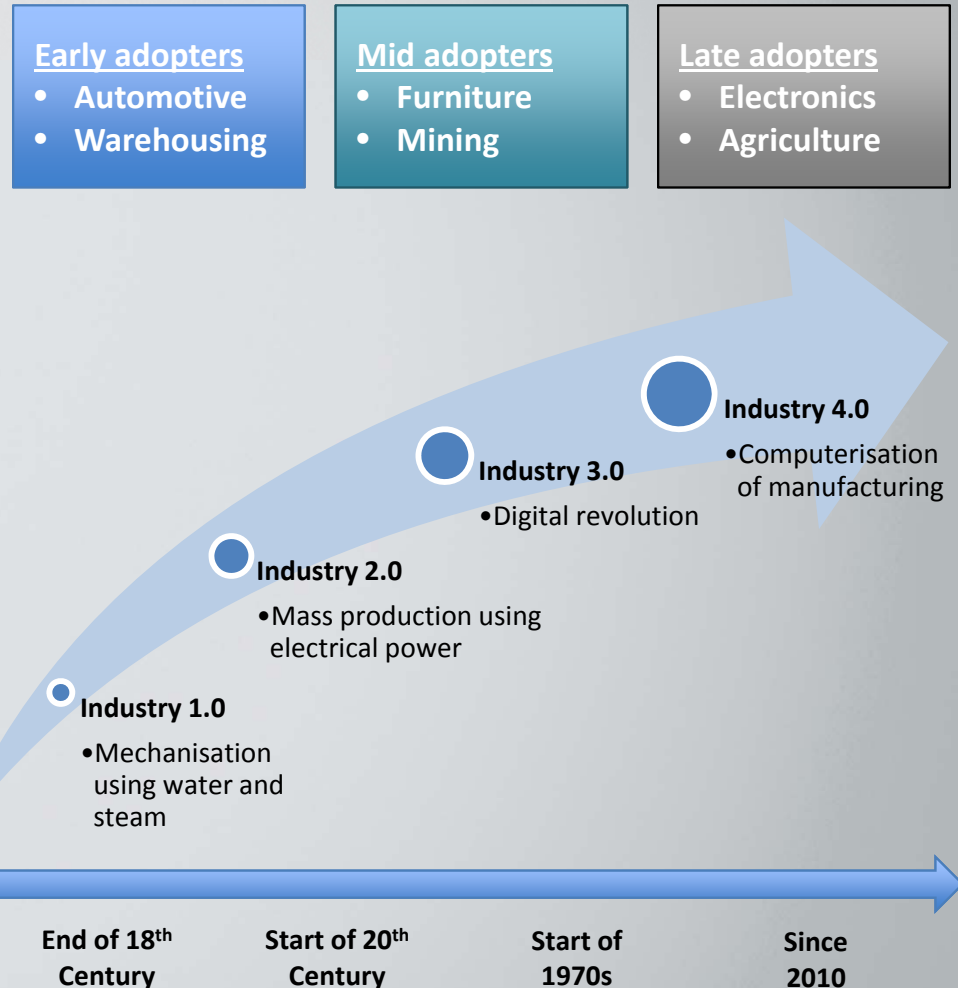 Early adopters
• Automotive
• Warehousing
Mid adopters
• Furniture
• Mining
Late adopters
• Electronics
• Agriculture
Industry 4.0
•Computerisation
of manufacturing
Industry 3.0
•Digital revolution
Industry 2.0
•Mass production using
electrical power
Industry 1.0
•Mechanisation
using water and
steam
End of 18th
Century
Start of 20th
Century
Start of
1970s
Since
2010